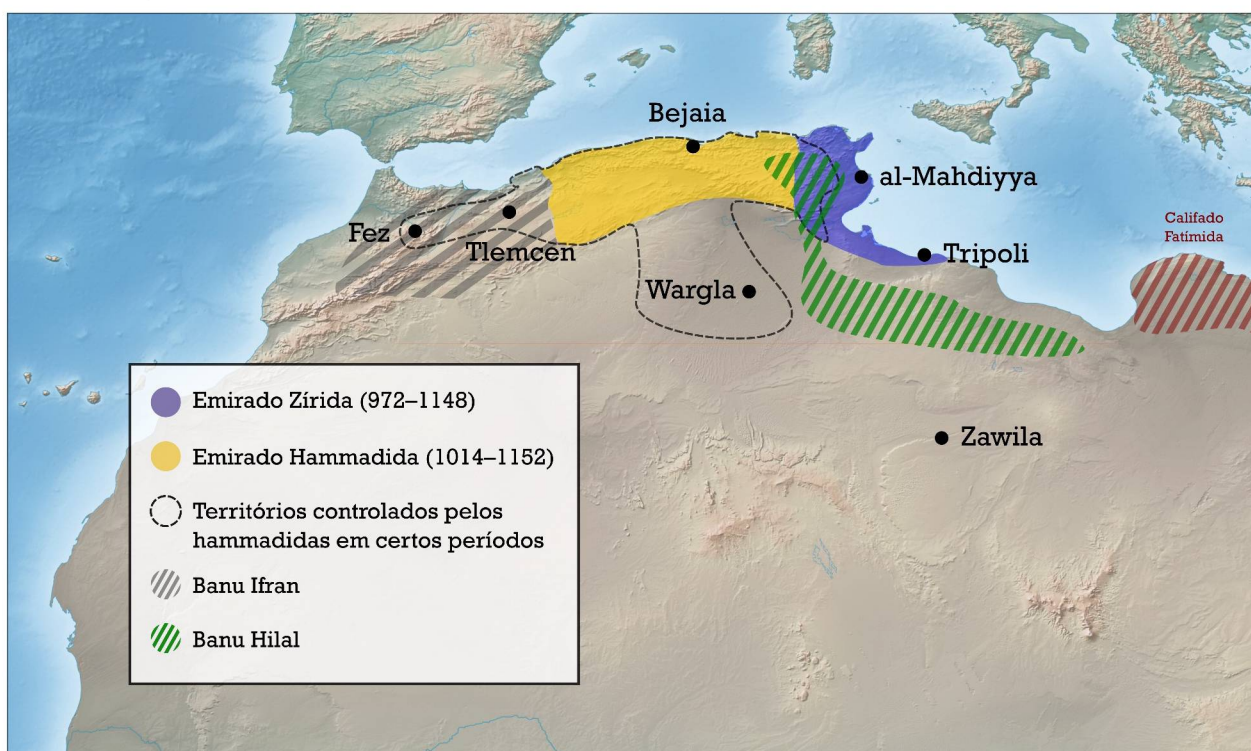 Bejaia
al-Mahdiyya
Fez
Tlemcen
Tripoli
Califado
Fatímida
Wargla
Zawila
Emirado Zírida (972–1148)
Emirado Hammadida (1014–1152)
Territórios controlados pelos
hammadidas em certos períodos
Banu Ifran
Banu Hilal